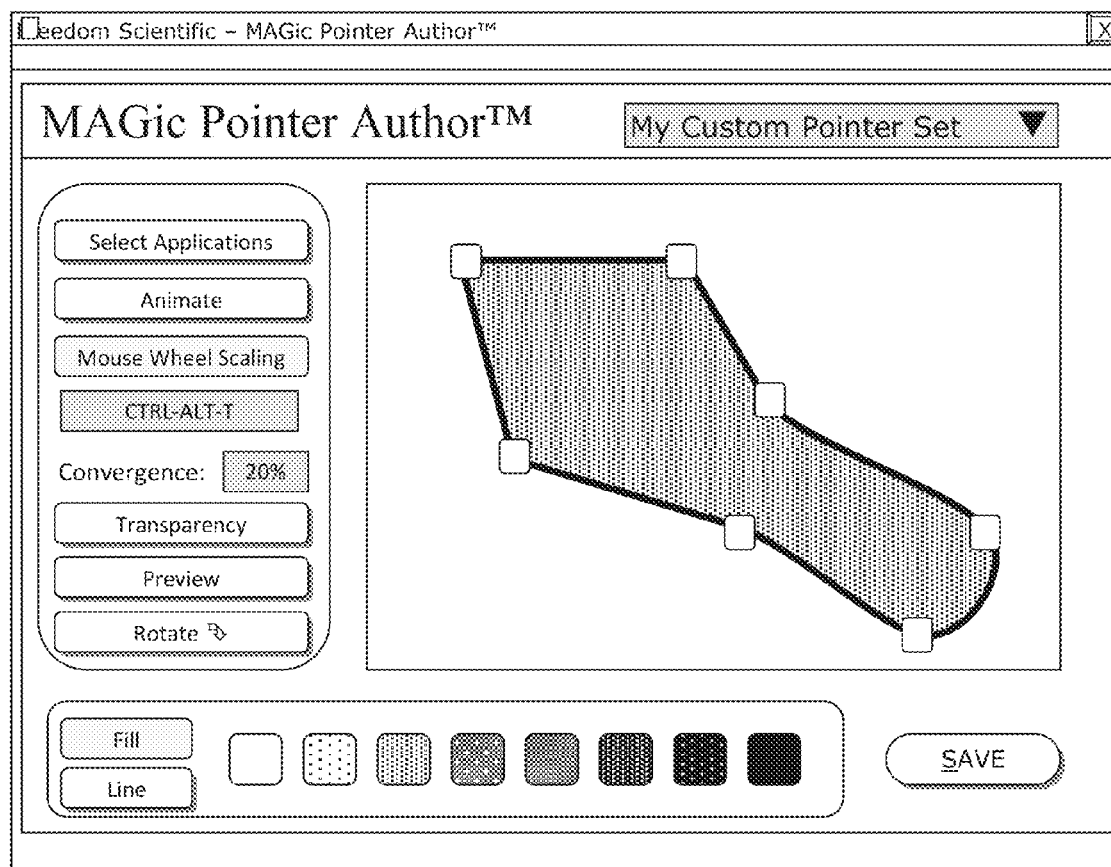 eedom Scientific – MAGic Pointer Author™ X
MAGic Pointer Author™
My Custom Pointer Set
Select Applications
Animate
Mouse Wheel Scaling
CTRL-ALT-T
Convergence: 20%
Transparency
Preview
Rotate
Fill
Line
SAVE